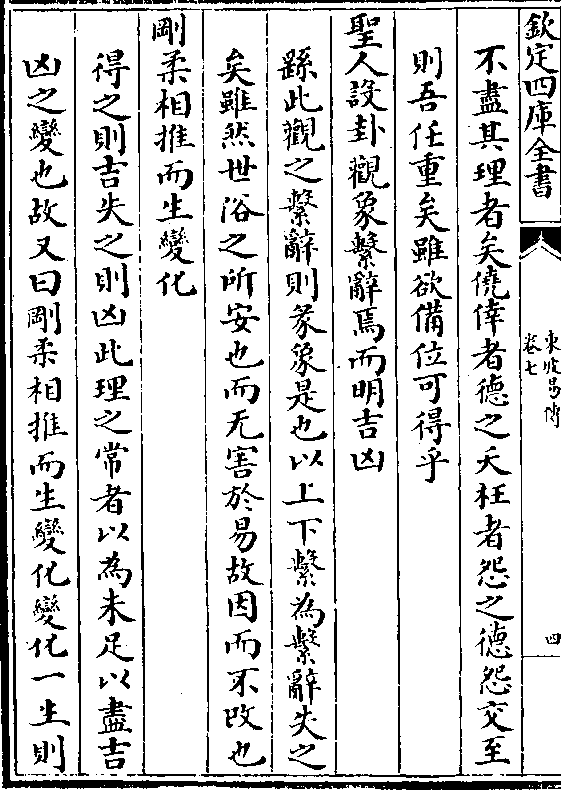 欽定四庫全書
東坡易傳
卷七
四
不盡其理者矣僥倖者德之夭枉者怨之德怨交至
則吾任重矣雖欲備位可得乎
聖人設卦觀象繫辭焉而明吉凶
繇此觀之繫辭則彖象是也以上下繫為繫辭失之
矣雖然世俗之所安也而无害於易故因而不改也
剛柔相推而生變化
得之則吉失之則凶此理之常者以為未足以盡吉
凶之變也故又曰剛柔相推而生變化變化一生則